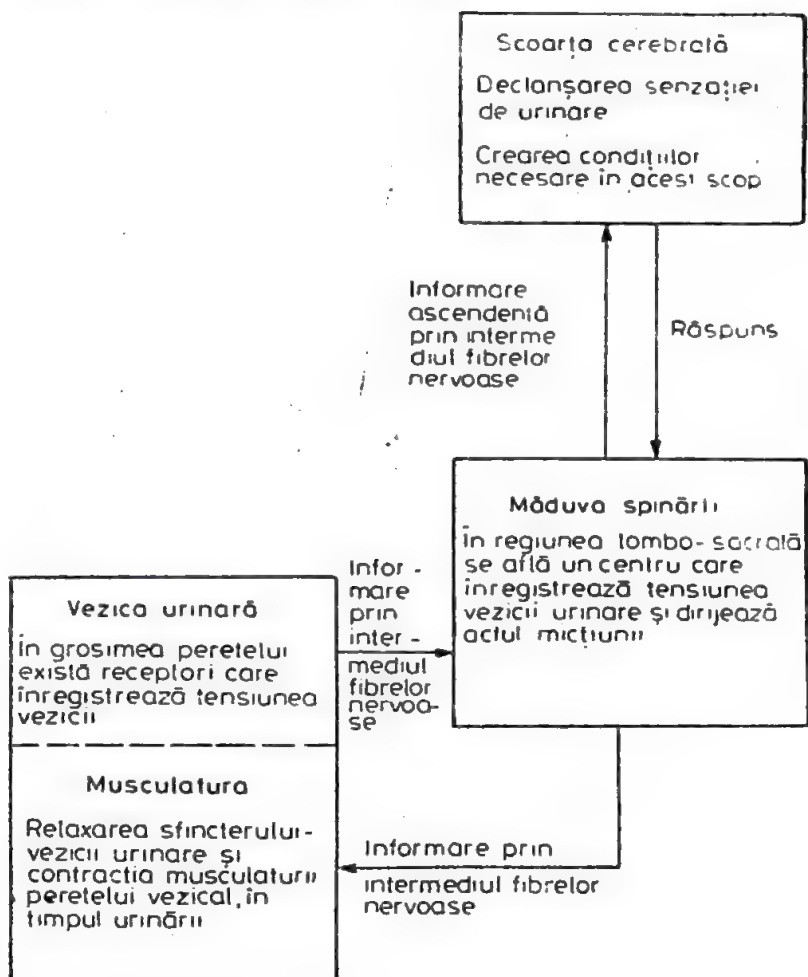 Scoarța cerebrală
Declanșarea senzației
de urinare
Crearea condițiilor
necesare în acest scop
Informare
ascendentă
prin interme
diul fibrelor
nervoase
Răspuns
Măduva spinării
În regiunea lombo-sacrală
se află un centru care
înregistrează tensiunea
vezicii urinare și dirijează
actul micțiunii
Infor-
mare
prin
inter-
mediul
fibrelor
nervoa-
se
Vezica urinară
În grosimea peretelui
există receptori care
înregistrează tensiunea
vezicii
Musculatura
Relaxarea sfincterului-
vezicii urinare și
contracția musculaturii
peretelui vezical, în
timpul urinării
Informare prin
intermediul fibrelor
nervoase